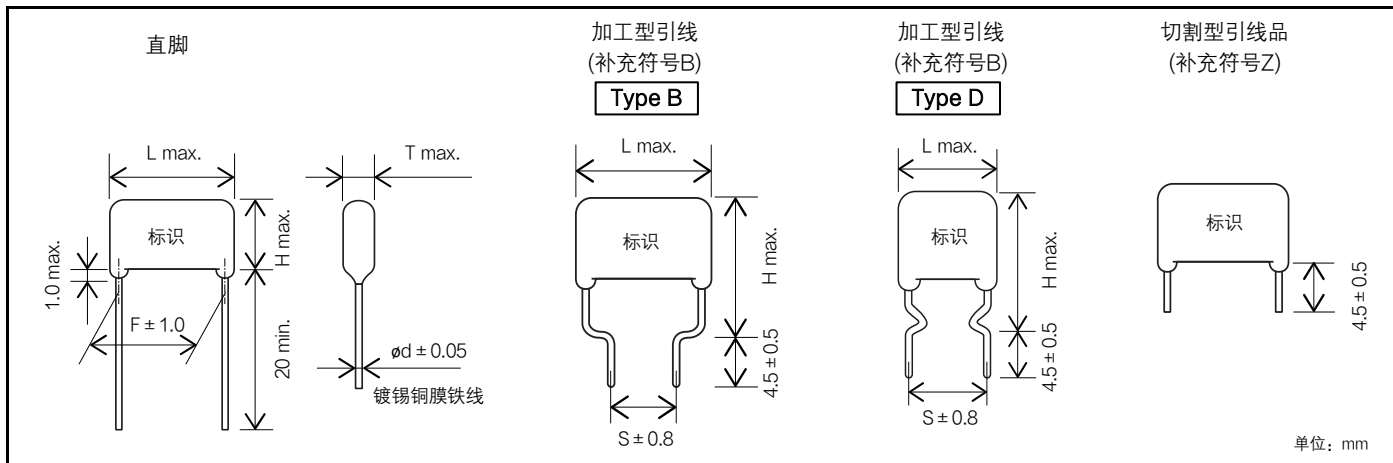 直脚
L max.
T max.
标识
H max.
1.0 max.
F ± 1.0
20 min.
ød ± 0.05
镀锡铜膜铁线
加工型引线
(补充符号B)
Type B
L max.
标识
H max.
4.5 ± 0.5
S ± 0.8
加工型引线
(补充符号B)
Type D
L max.
标识
H max.
4.5 ± 0.5
S ± 0.8
切割型引线品
(补充符号Z)
4.5 ± 0.5
单位：mm